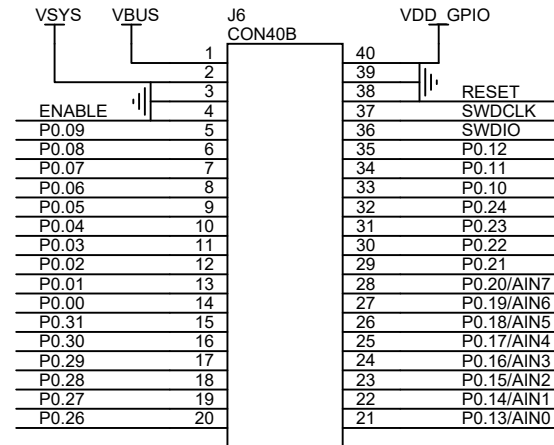 VSYS VBUS J6 VDD_GPIO
CON40B
1 40
2 39
3 38 RESET
ENABLE 4 37 SWDCLK
P0.09 5 36 SWDIO
P0.08 6 35 P0.12
P0.07 7 34 P0.11
P0.06 8 33 P0.10
P0.05 9 32 P0.24
P0.04 10 31 P0.23
P0.03 11 30 P0.22
P0.02 12 29 P0.21
P0.01 13 28 P0.20/AIN7
P0.00 14 27 P0.19/AIN6
P0.31 15 26 P0.18/AIN5
P0.30 16 25 P0.17/AIN4
P0.29 17 24 P0.16/AIN3
P0.28 18 23 P0.15/AIN2
P0.27 19 22 P0.14/AIN1
P0.26 20 21 P0.13/AIN0